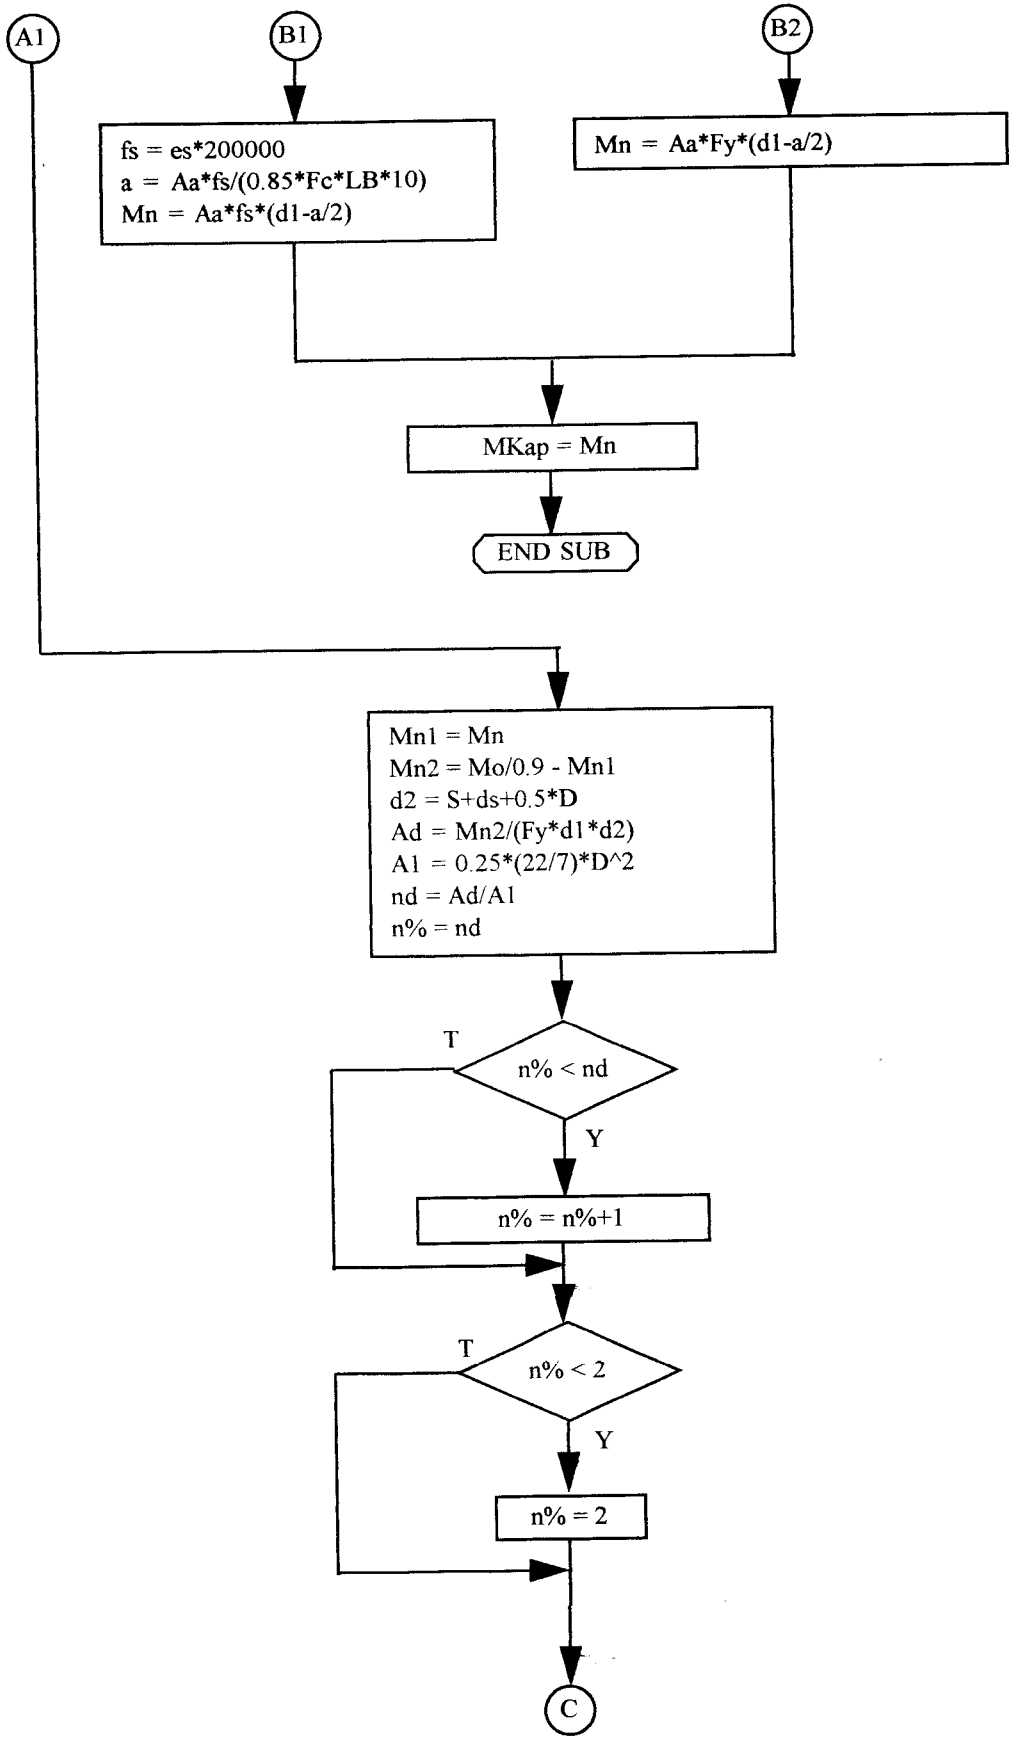 A1
B1
B2
fs = es*200000
a = Aa*fs/(0.85*Fc*LB*10)
Mn = Aa*fs*(d1-a/2)
Mn = Aa*Fy*(d1-a/2)
MKap = Mn
END SUB
Mn1 = Mn
Mn2 = Mo/0.9 - Mn1
d2 = S+ds+0.5*D
Ad = Mn2/(Fy*d1*d2)
A1 = 0.25*(22/7)*D^2
nd = Ad/A1
n% = nd
T
n% < nd
Y
n% = n%+1
T
n% < 2
Y
n% = 2
C